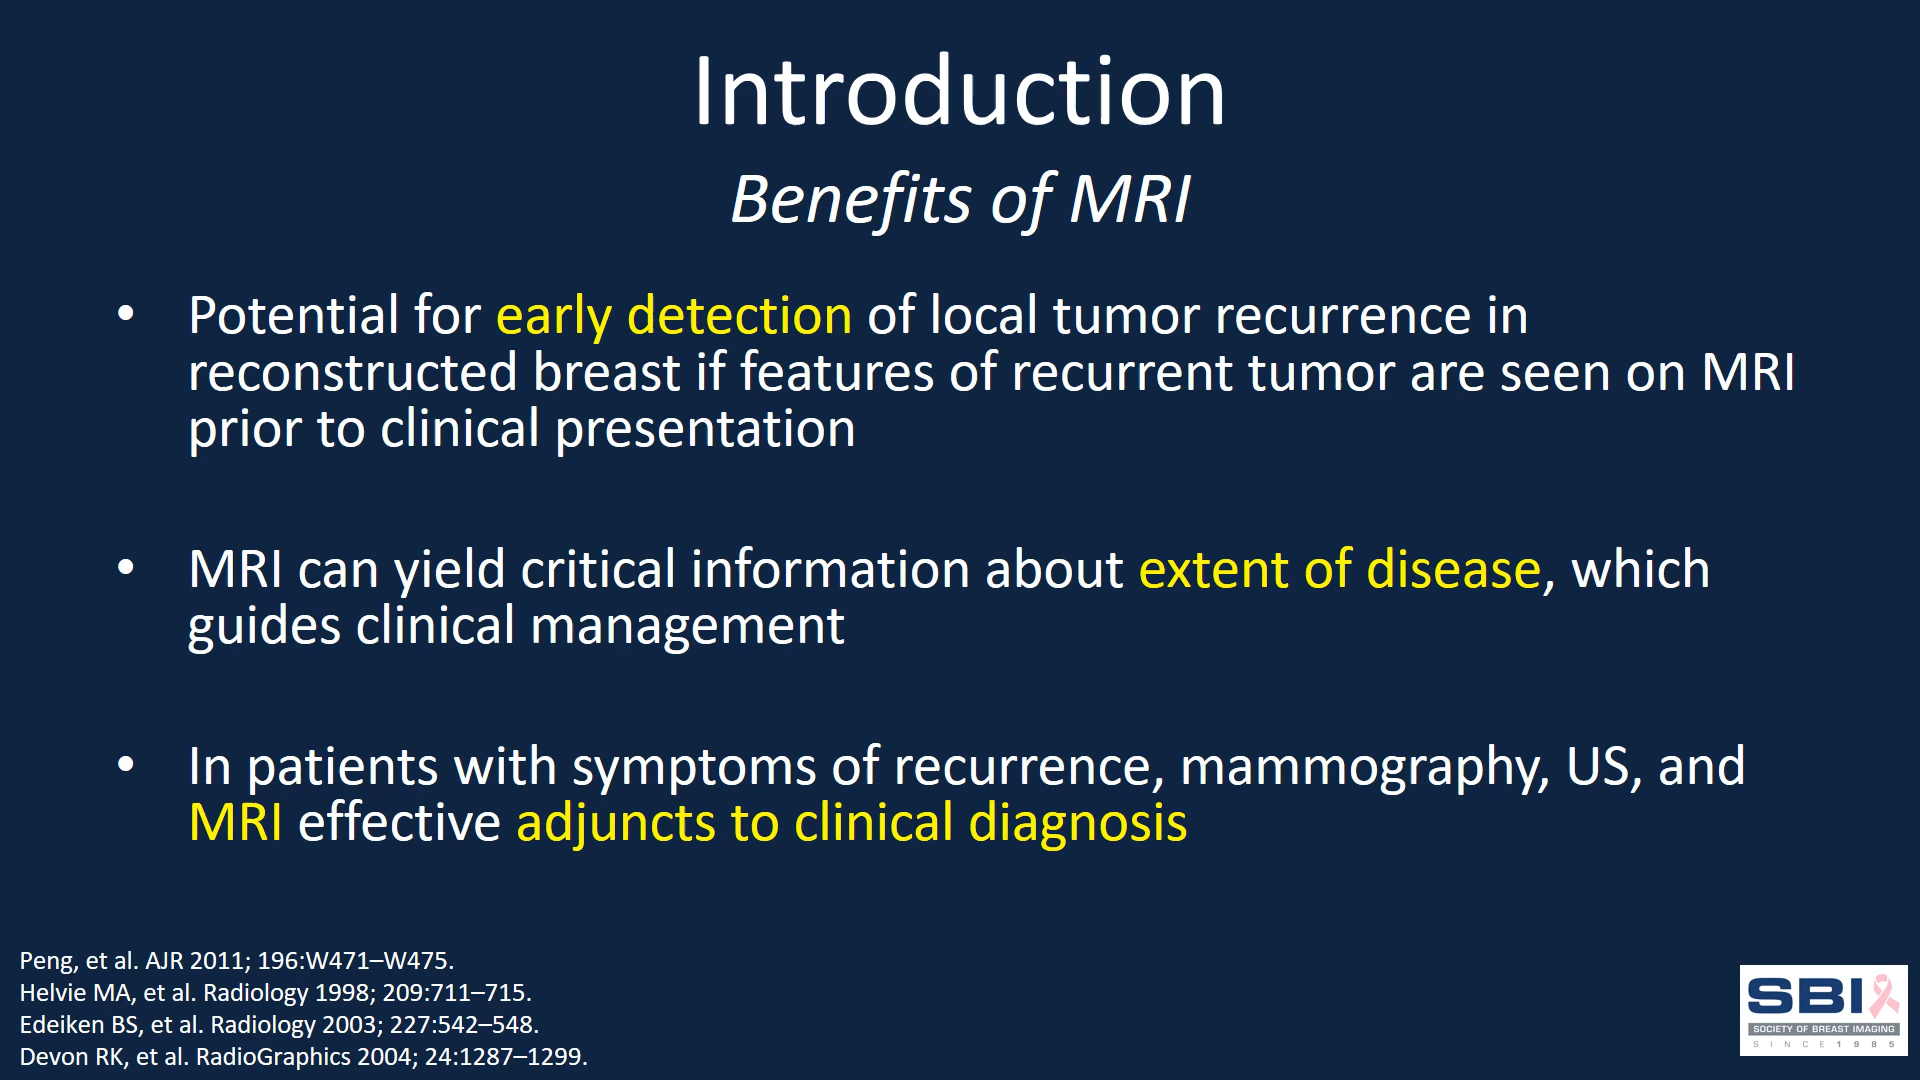 Introduction
Benefits of MRI
• Potential for early detection of local tumor recurrence in
reconstructed breast if features of recurrent tumor are seen on MRI
prior to clinical presentation
• MRI can yield critical information about extent of disease, which
guides clinical management
• In patients with symptoms of recurrence, mammography, US, and
MRI effective adjuncts to clinical diagnosis
Peng, et al. AJR 2011; 196:W471–W475.
Helvie MA, et al. Radiology 1998; 209:711–715.
Edeiken BS, et al. Radiology 2003; 227:542–548.
Devon RK, et al. RadioGraphics 2004; 24:1287–1299.
SBI
SOCIETY OF BREAST IMAGING
SINCE 1985